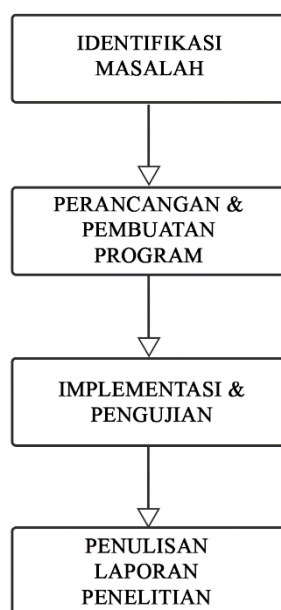 IDENTIFIKASI
MASALAH
PERANCANGAN &
PEMBUATAN
PROGRAM
IMPLEMENTASI &
PENGUJIAN
PENULISAN
LAPORAN
PENELITIAN